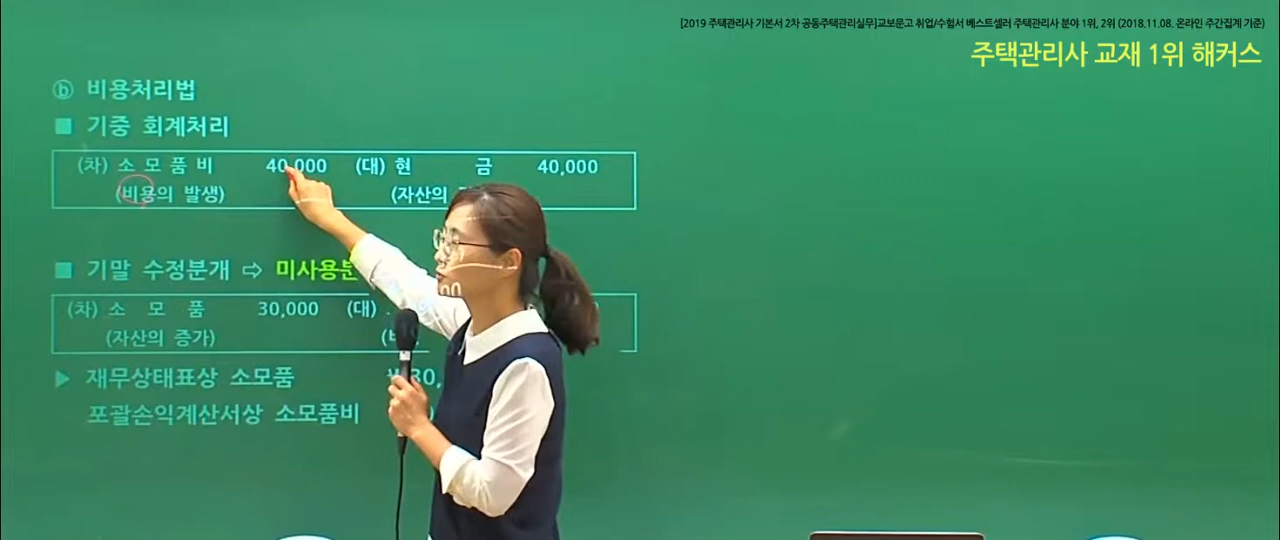 [2019 주택관리사 기본서 2차 공동주택관리실무]교보문고 취업/수험서 베스트셀러 주택관리사 분야 1위, 2위 (2018.11.08. 온라인 주간집계 기준)
주택관리사 교재 1위 해커스
ⓑ 비용처리법
■ 기중 회계처리
(차) 소 모 품 비 40,000 (대) 현 금 40,000
(비용의 발생) (자산의
■ 기말 수정분개 ⇨ 미사용분
(차) 소 모 품 30,000 (대)
(자산의 증가)
▶ 재무상태표상 소모품 ₩30,
포괄손익계산서상 소모품비